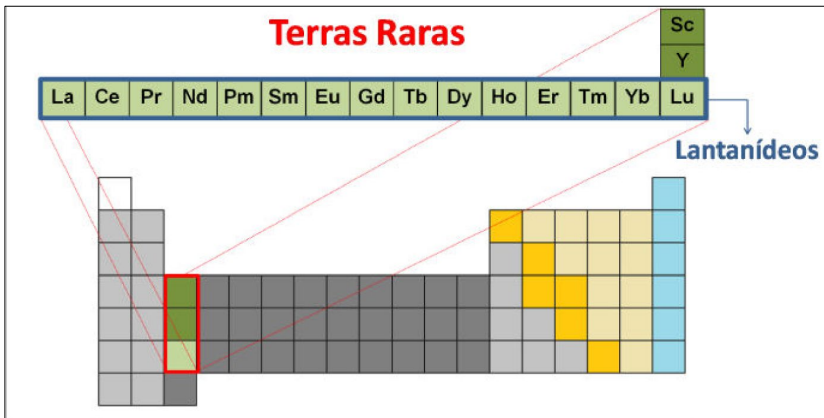 Terras Raras
Sc
Y
La Ce Pr Nd Pm Sm Eu Gd Tb Dy Ho Er Tm Yb Lu
Lantanídeos